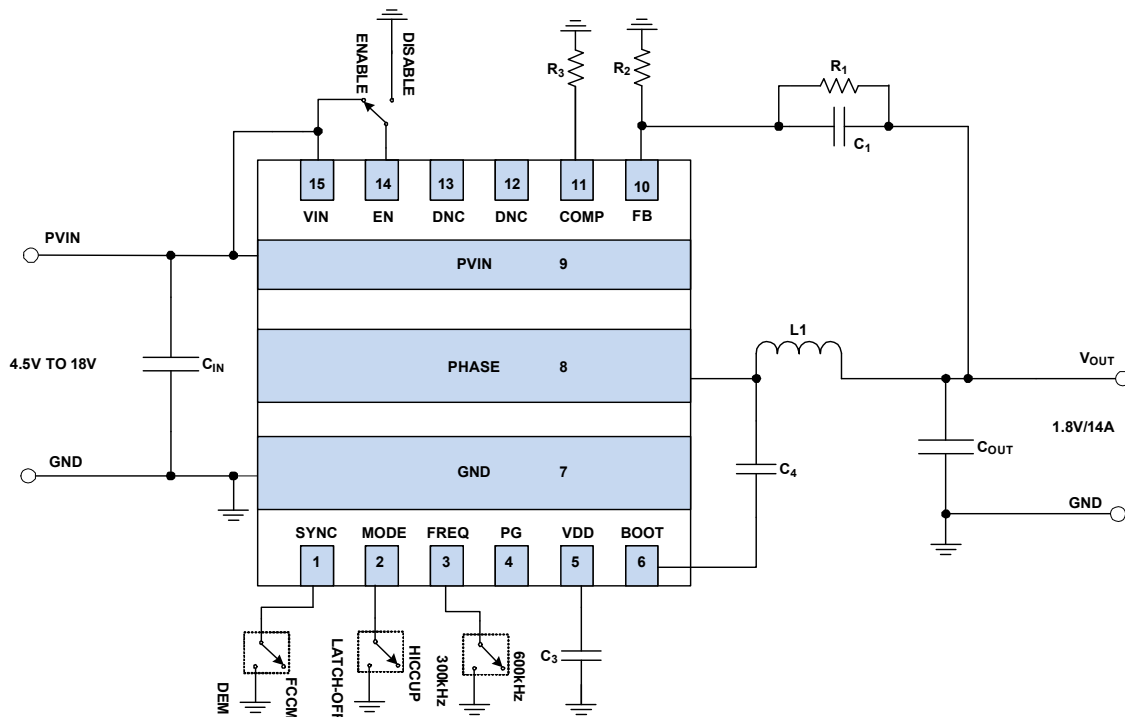 DISABLE
ENABLE
R3
R2
R1
C1
15
14
13
12
11
10
VIN
EN
DNC
DNC
COMP
FB
PVIN
PVIN 9
4.5V TO 18V
CIN
PHASE 8
L1
VOUT
1.8V/14A
COUT
GND
GND 7
C4
GND
SYNC
MODE
FREQ
PG
VDD
BOOT
1
2
3
4
5
6
DEM
FCCM
LATCH-OFF
HICCUP
300kHz
600kHz
C3